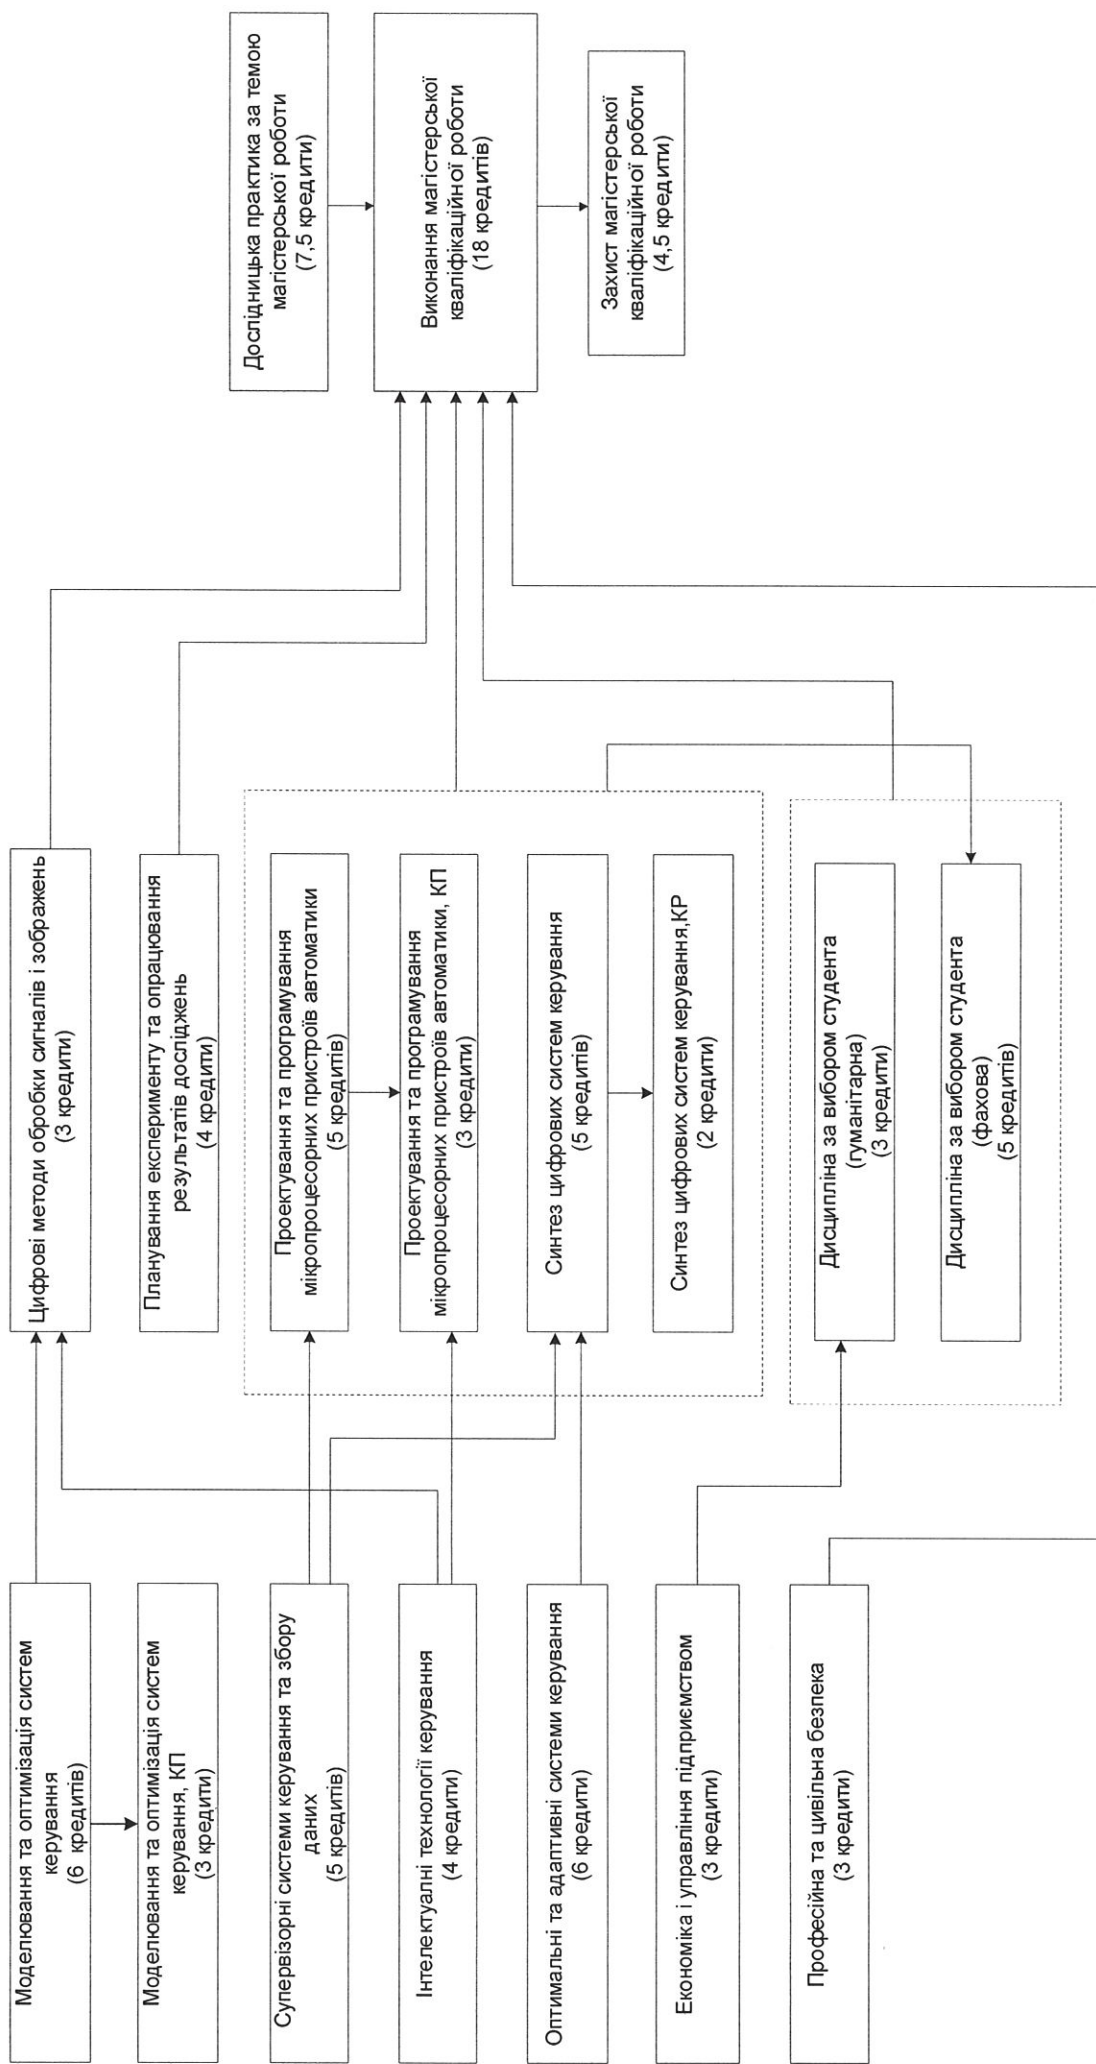 Моделювання та оптимізація систем
керування
(6 кредитів)
Моделювання та оптимізація систем
керування, КП
(3 кредити)
Супервізорні системи керування та збору
даних
(5 кредитів)
Інтелектуальні технології керування
(4 кредити)
Оптимальні та адаптивні системи керування
(6 кредитів)
Економіка і управління підприємством
(3 кредити)
Професійна та цивільна безпека
(3 кредити)
Цифрові методи обробки сигналів і зображень
(3 кредити)
Планування експерименту та опрацювання
результатів досліджень
(4 кредити)
Проектування та програмування
мікропроцесорних пристроїв автоматики
(5 кредитів)
Проектування та програмування
мікропроцесорних пристроїв автоматики, КП
(3 кредити)
Синтез цифрових систем керування
(5 кредитів)
Синтез цифрових систем керування,КР
(2 кредити)
Дисципліна за вибором студента
(гуманітарна)
(3 кредити)
Дисципліна за вибором студента
(фахова)
(5 кредитів)
Дослідницька практика за темою
магістерської роботи
(7,5 кредити)
Виконання магістерської
кваліфікаційної роботи
(18 кредитів)
Захист магістерської
кваліфікаційної роботи
(4,5 кредити)